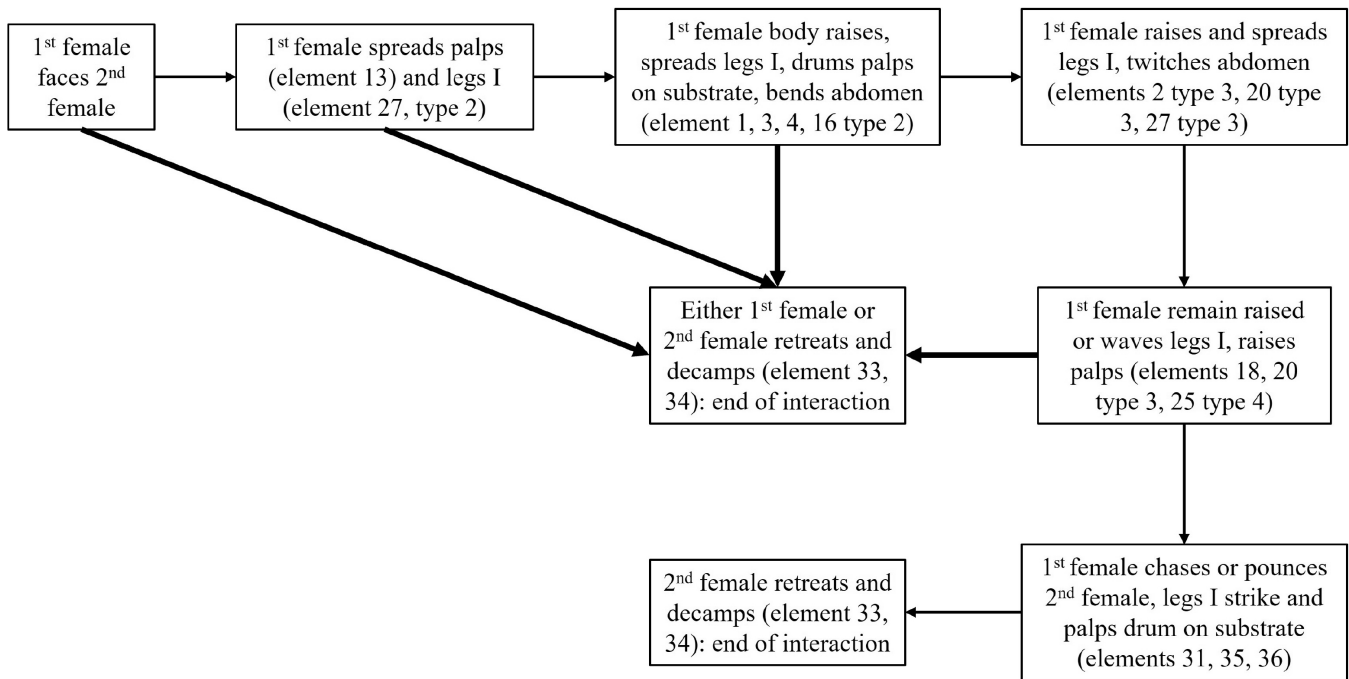 1st female
faces 2nd
female
1st female spreads palps
(element 13) and legs I
(element 27, type 2)
1st female body raises,
spreads legs I, drums palps
on substrate, bends abdomen
(element 1, 3, 4, 16 type 2)
1st female raises and spreads
legs I, twitches abdomen
(elements 2 type 3, 20 type
3, 27 type 3)
Either 1st female or
2nd female retreats and
decamps (element 33,
34): end of interaction
1st female remain raised
or waves legs I, raises
palps (elements 18, 20
type 3, 25 type 4)
2nd female retreats and
decamps (element 33,
34): end of interaction
1st female chases or pounces
2nd female, legs I strike and
palps drum on substrate
(elements 31, 35, 36)